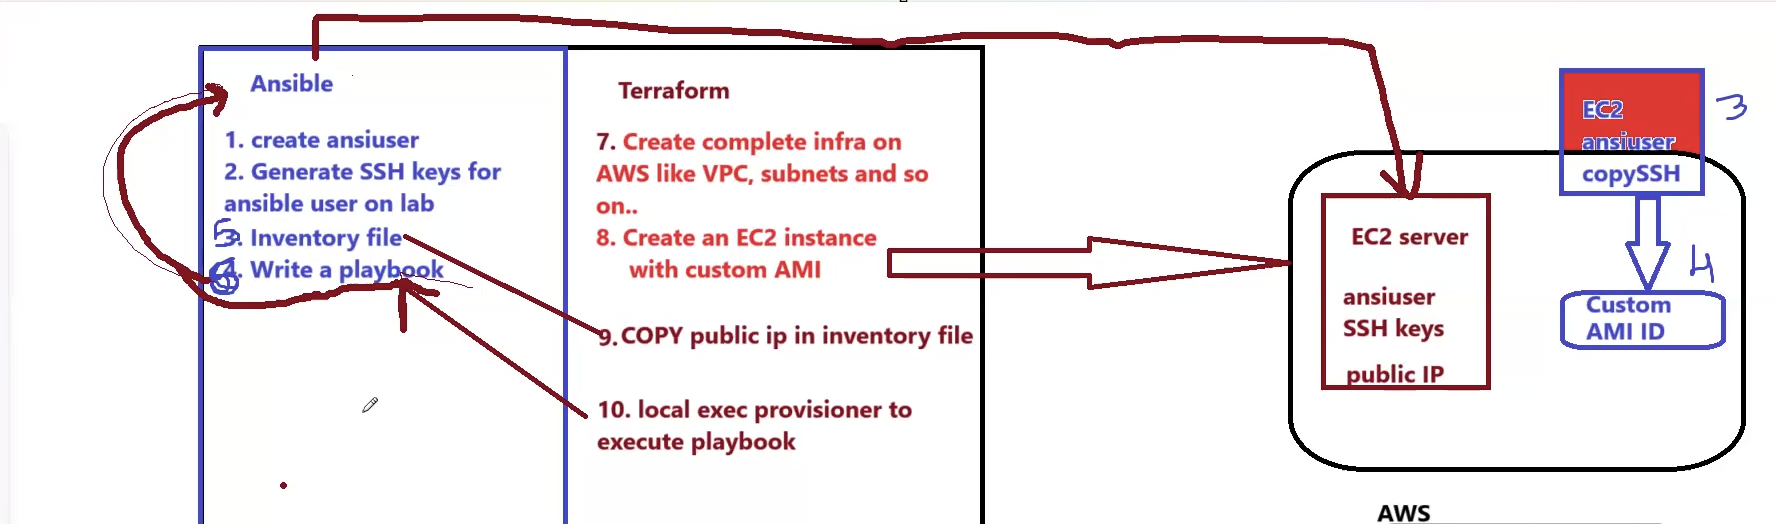 Ansible
1. create ansiuser
2. Generate SSH keys for
ansible user on lab
5. Inventory file
6. Write a playbook
Terraform
7. Create complete infra on
AWS like VPC, subnets and so
on..
8. Create an EC2 instance
with custom AMI
9. COPY public ip in inventory file
10. local exec provisioner to
execute playbook
EC2 server
ansiuser
SSH keys
public IP
EC2
ansiuser
copySSH
3
4
Custom
AMI ID
AWS